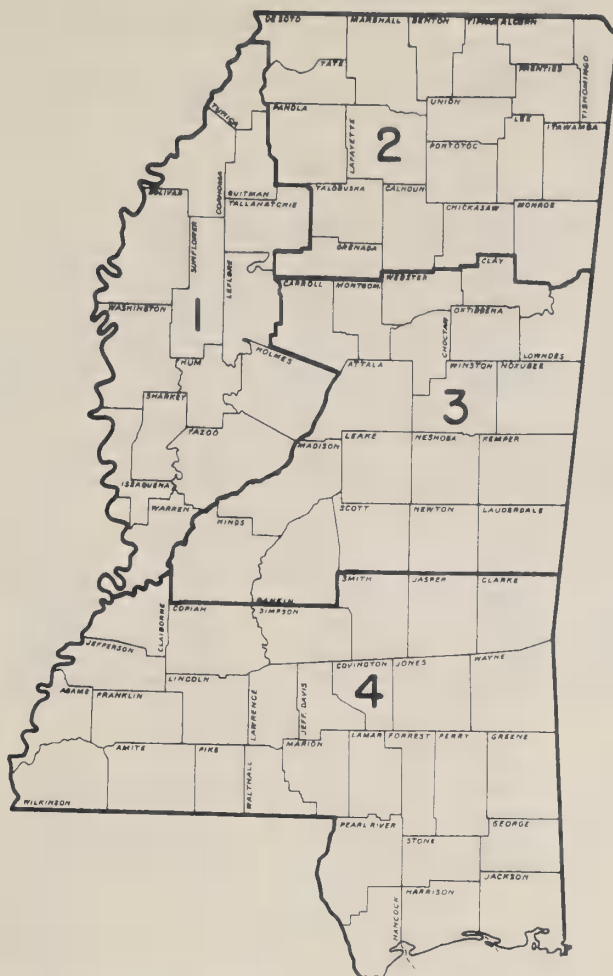 DE SOTO
MARSHALL
BENTON
TIPPAH
ALCORN
TATE
PRENTISS
TISHOMINGO
TUNICA
PANOLA
LAFAYETTE
UNION
LEE
ITAWAMBA
PONTOTOC
2
COAHOMA
QUITMAN
BOLIVAR
TALLAHATCHIE
YALOBUSHA
CALHOUN
CHICKASAW
MONROE
SUNFLOWER
LEFLORE
GRENADA
CLAY
CARROLL
MONTGOM.
WEBSTER
WASHINGTON
1
OKTIBBEHA
CHOCTAW
LOWNDES
HUM
HOLMES
ATTALA
WINSTON
NOXUBEE
SHARKEY
3
YAZOO
MADISON
LEAKE
NESHOBA
KEMPER
ISSAQUENA
WARREN
HINDS
SCOTT
NEWTON
LAUDERDALE
RANKIN
SMITH
JASPER
CLARKE
CLAIBORNE
COPIAH
SIMPSON
JEFFERSON
COVINGTON
JONES
WAYNE
LINCOLN
4
ADAMS
FRANKLIN
LAWRENCE
JEFF. DAVIS
AMITE
PIKE
WALTHALL
MARION
LAMAR
FORREST
PERRY
GREENE
WILKINSON
PEARL RIVER
GEORGE
STONE
JACKSON
HARRISON
HANCOCK